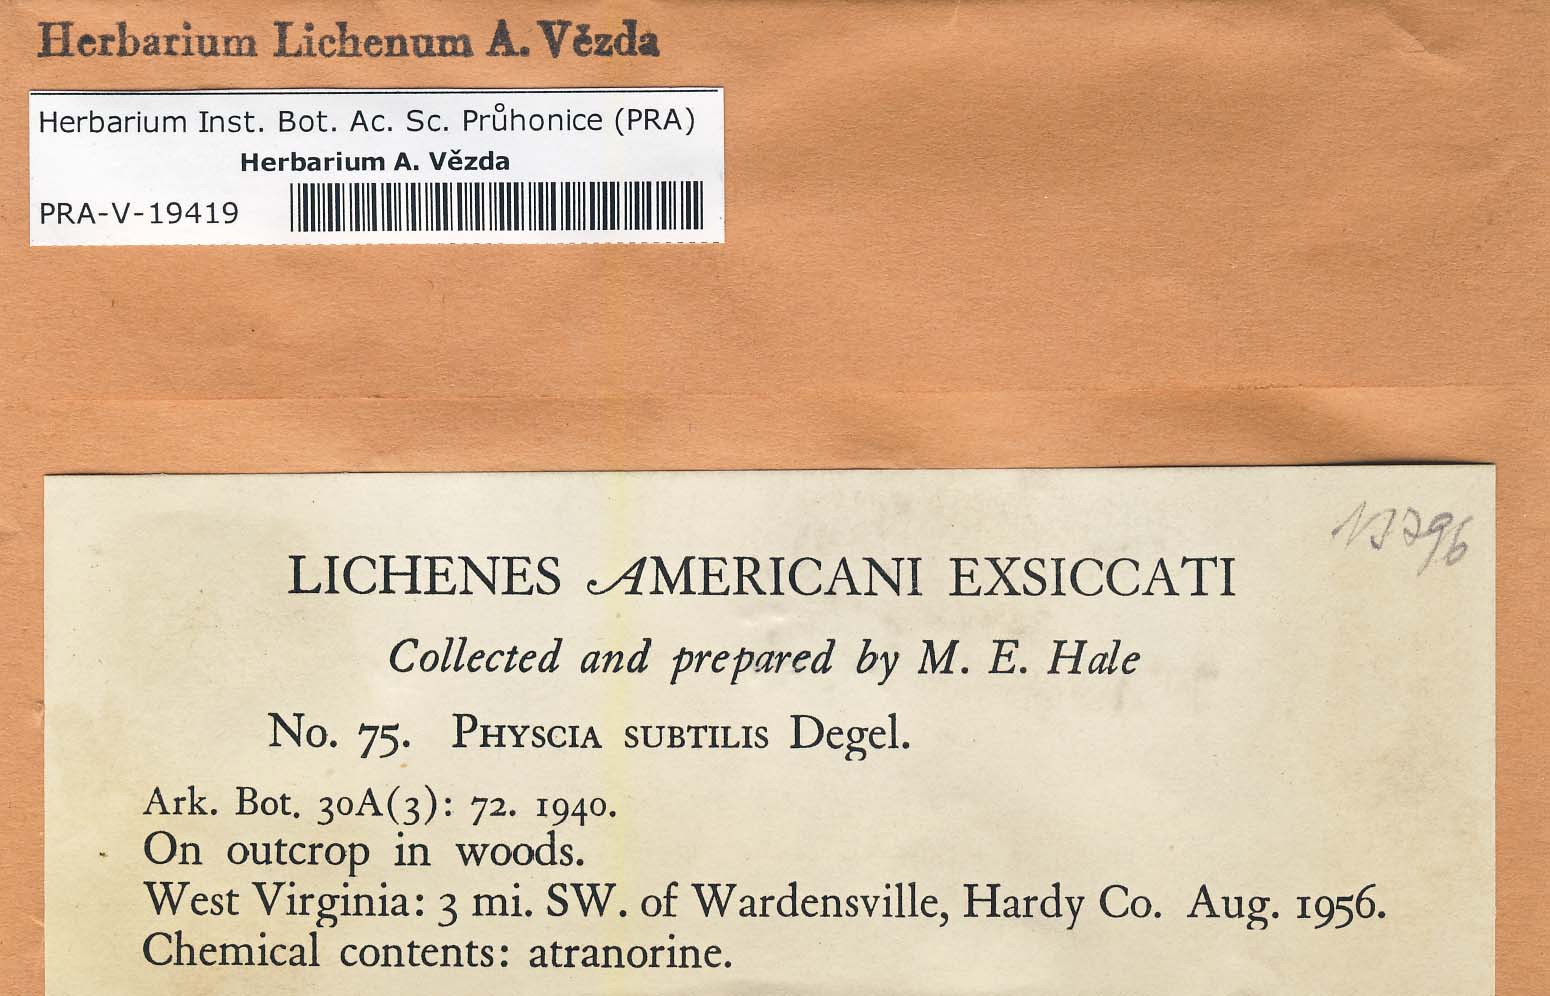 Herbarium Lichenum A. Vězda
Herbarium Inst. Bot. Ac. Sc. Průhonice (PRA)
Herbarium A. Vězda
PRA-V-19419
LICHENES AMERICANI EXSICCATI
Collected and prepared by M. E. Hale
No. 75. PHYSCIA SUBTILIS Degel.
Ark. Bot. 30A(3): 72. 1940.
On outcrop in woods.
West Virginia: 3 mi. SW. of Wardensville, Hardy Co. Aug. 1956.
Chemical contents: atranorine.